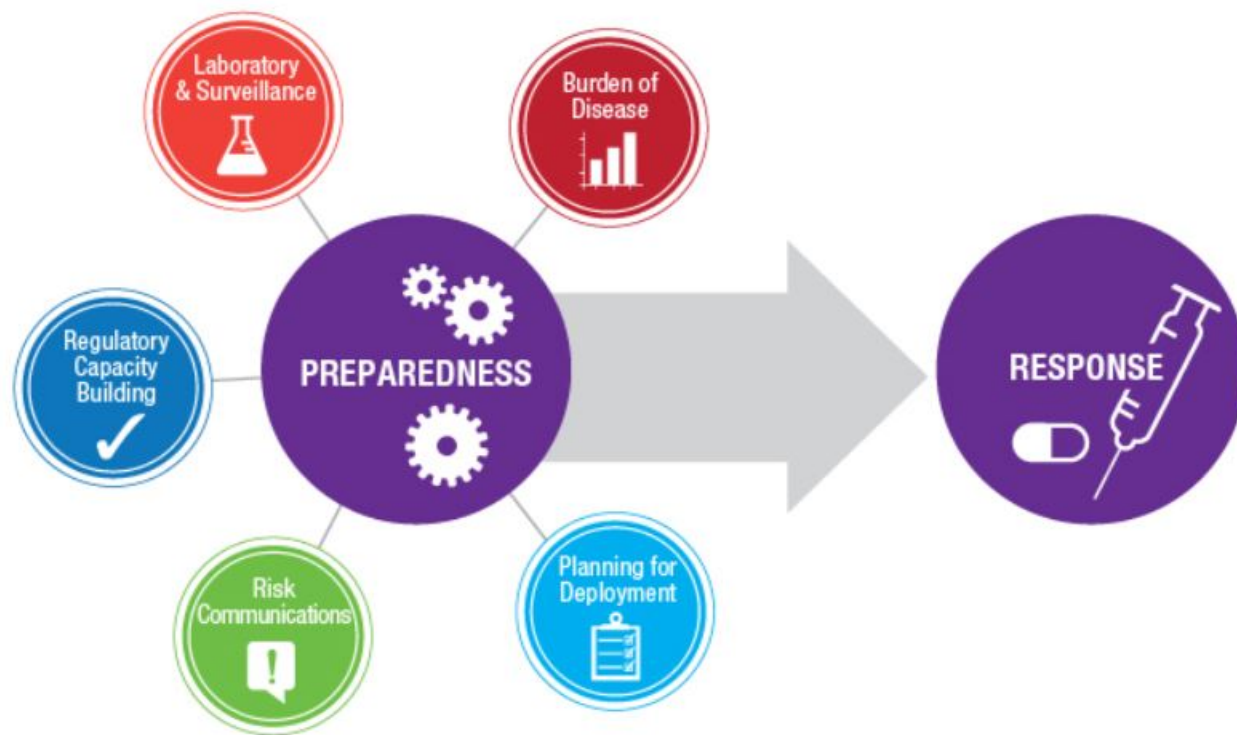 Laboratory
& Surveillance
Burden of
Disease
Regulatory
Capacity
Building
PREPAREDNESS
RESPONSE
Risk
Communications
Planning for
Deployment